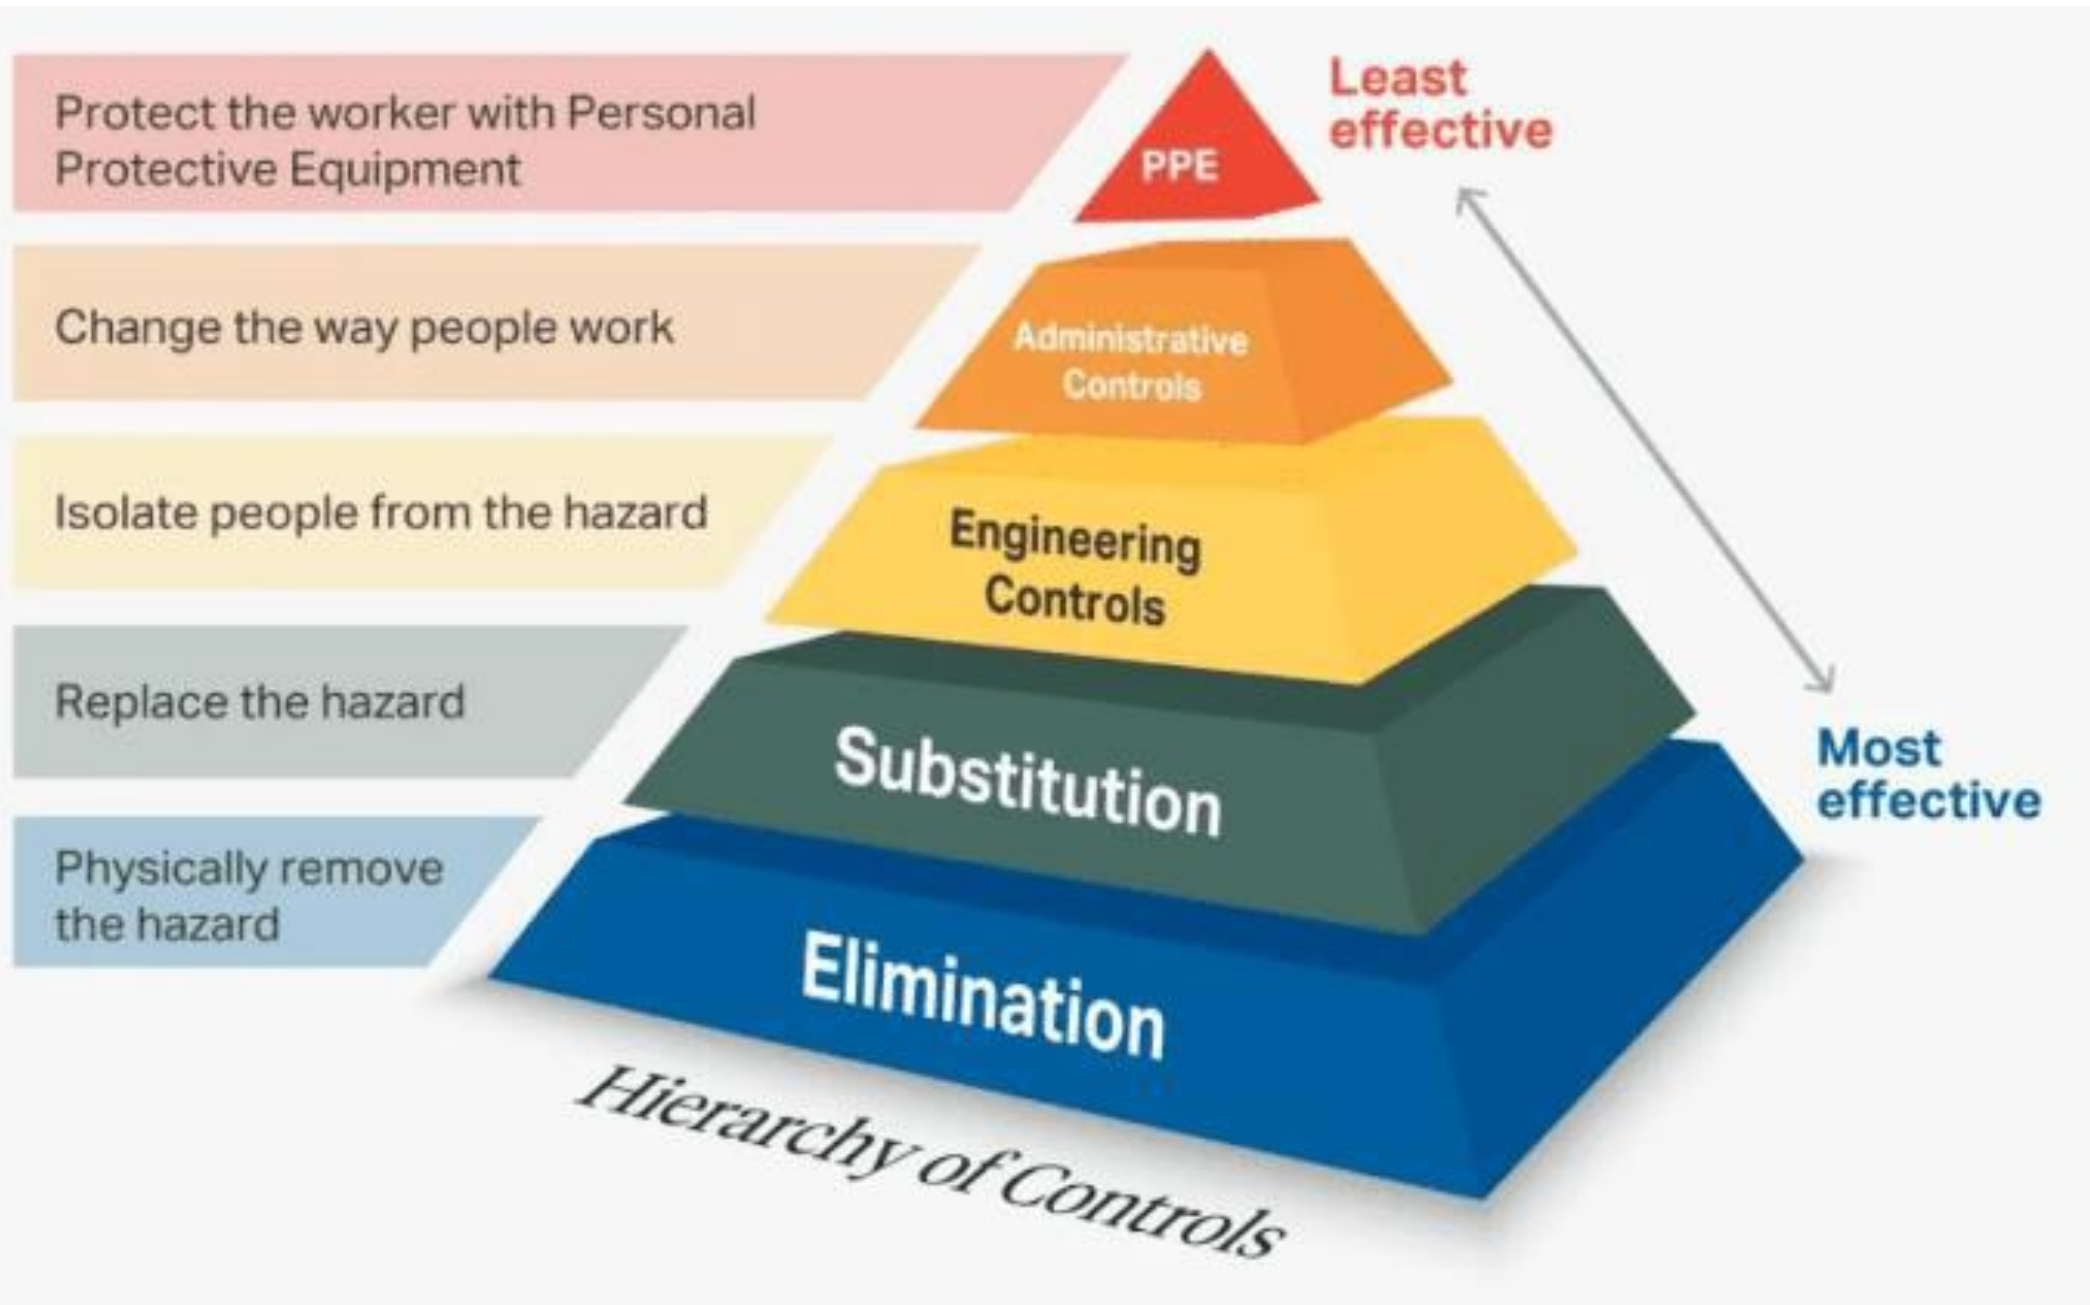 Protect the worker with Personal
Protective Equipment
PPE
Least
effective
Change the way people work
Administrative
Controls
Isolate people from the hazard
Engineering
Controls
Replace the hazard
Substitution
Most
effective
Physically remove
the hazard
Elimination
Hierarchy of Controls